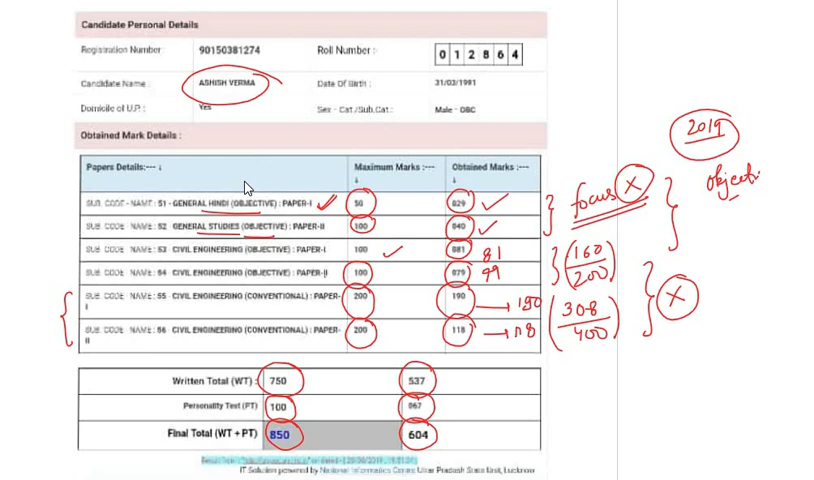 Candidate Personal Details
Registration Number 90150381274 Roll Number :- 0 1 2 8 6 4
Candidate Name : ASHISH VERMA Date Of Birth : 31/03/1991
Domicile of U.P.: Yes Sex - Cat./Sub.Cat.: Male - OBC
Obtained Mark Details :
2019
objecti
Papers Details:--- ↓ Maximum Marks :--- ↓ Obtained Marks :--- ↓
SUB. CODE - NAME : 51 - GENERAL HINDI (OBJECTIVE) : PAPER-I 50 029
focus X
SUB. CODE - NAME : 52 GENERAL STUDIES (OBJECTIVE) : PAPER-II 100 040
SUB. CODE - NAME : 53 CIVIL ENGINEERING (OBJECTIVE) : PAPER-I 100 081 81
160/200
SUB. CODE NAME : 54 CIVIL ENGINEERING (OBJECTIVE) : PAPER-II 100 079 79
SUB. CODE NAME : 55 CIVIL ENGINEERING (CONVENTIONAL) : PAPER-I 200 190 → 190
308/400 X
SUB. CODE NAME : 56 CIVIL ENGINEERING (CONVENTIONAL) : PAPER-II 200 118 → 118
Written Total (WT) : 750 537
Personality Test (PT) 100 067
Final Total (WT + PT) 850 604
IT Solution powered by National Informatics Centre Uttar Pradesh State Unit, Lucknow